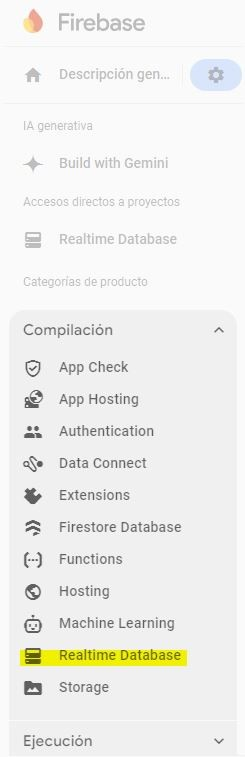 Firebase
Descripción gen...
IA generativa
Build with Gemini
Accesos directos a proyectos
Realtime Database
Categorías de producto
Compilación
App Check
App Hosting
Authentication
Data Connect
Extensions
Firestore Database
Functions
Hosting
Machine Learning
Realtime Database
Storage
Ejecución